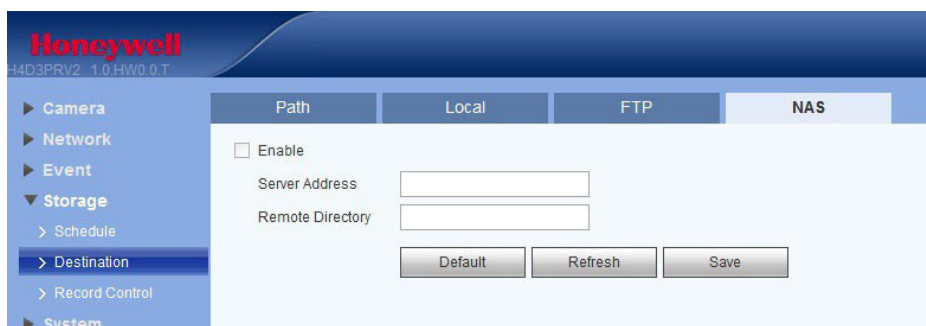 Honeywell
H4D3PRV2 1.0.HW0.0.T
Camera
Network
Event
Storage
Schedule
Destination
Record Control
System
Path
Local
FTP
NAS
Enable
Server Address
Remote Directory
Default
Refresh
Save